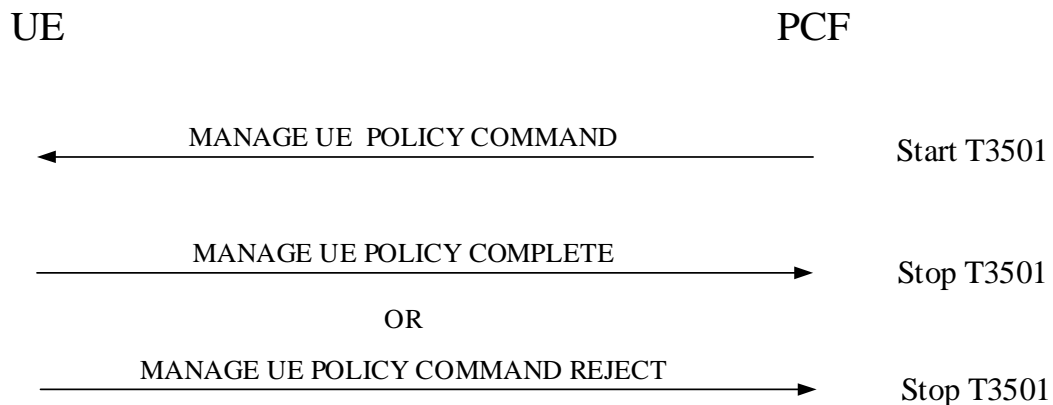 UE PCF
MANAGE UE POLICY COMMAND Start T3501
MANAGE UE POLICY COMPLETE Stop T3501
OR
MANAGE UE POLICY COMMAND REJECT Stop T3501